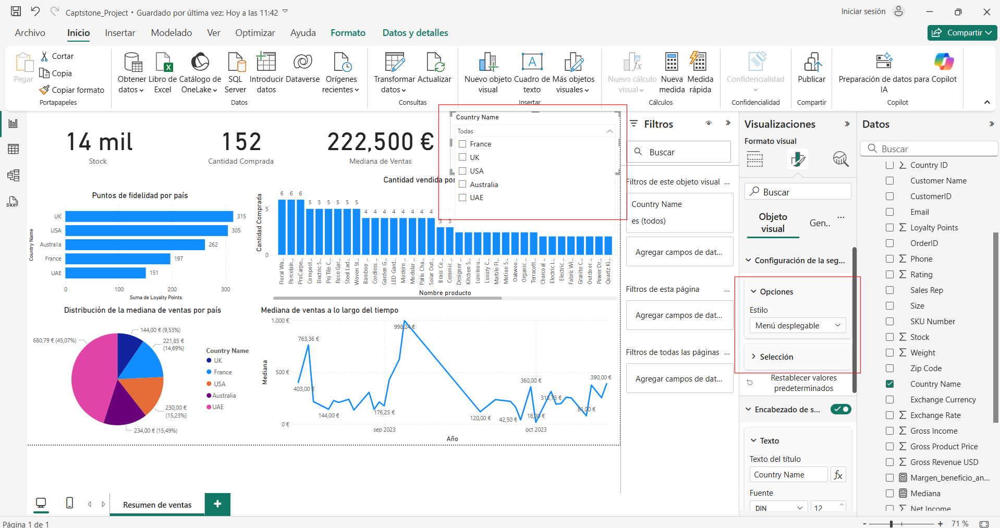 Captstone_Project • Guardado por última vez: Hoy a las 11:42
Iniciar sesión
Archivo
Inicio
Insertar
Modelado
Ver
Optimizar
Ayuda
Formato
Datos y detalles
Compartir
Pegar
Cortar
Copia
Copiar formato
Portapapeles
Obtener datos
Libro de Excel
Catálogo de OneLake
SQL Server
Introducir datos
Dataverse
Orígenes recientes
Datos
Transformar datos
Actualizar
Consultas
Nuevo objeto visual
Cuadro de texto
Más objetos visuales
Insertar
Nuevo cálculo visual
Nueva medida
Medida rápida
Cálculos
Confidencialidad
Confidencialidad
Publicar
Compartir
Preparación de datos para IA
Copilot
Copilot
14 mil
Stock
152
Cantidad Comprada
222,500 €
Mediana de Ventas
Country Name
Todas
France
UK
USA
Australia
UAE
Puntos de fidelidad por país
Country Name
UK
USA
Australia
France
UAE
315
305
262
197
151
0
100
200
300
Suma de Loyalty Points
Cantidad vendida por
Cantidad Comprada
5
0
6 6 6 5 5 5 5 5 5 4 4 4 4 4 4 4 4 3 3
Floral Wa...
Porcelain...
ProCarpe...
Compost...
Electric S...
ProTile C...
Rose Gar...
Steel Lad...
Woven St...
Bamboo ...
Cordless ...
Garden G...
LED Gard...
Modern ...
Modular ...
Patio Cha...
Solar Out...
Brass Co...
Ceramic ...
Designer ...
Kitchen S...
Luminou...
Luxury C...
Marble Fl...
Motion S...
Oakwoo...
Organic ...
Terracott...
Charcoal ...
Electric L...
Electric ...
Fabric Wi...
Granite C...
Outdoor ...
Power Dr...
Quartz Ki...
Nombre producto
Distribución de la mediana de ventas por país
144,00 € (9,53%)
221,85 € (14,69%)
230,00 € (15,23%)
234,00 € (15,49%)
680,79 € (45,07%)
Country Name
UK
France
USA
Australia
UAE
Mediana de ventas a lo largo del tiempo
Mediana
1.000 €
500 €
0 €
403,00 €
763,36 €
144,00 €
176,25 €
998,24 €
120,00 €
42,50 €
360,00 €
18,00 €
313,75 €
81,00 €
390,00 €
sep 2023
oct 2023
Año
Filtros
Buscar
Filtros de este objeto visual ...
Country Name
es (todos)
Agregar campos de dat...
Filtros de esta página ...
Agregar campos de dat...
Filtros de todas las páginas ...
Agregar campos de dat...
Visualizaciones
Formato visual
Buscar
Objeto visual
Gen..
...
Configuración de la seg...
Opciones
Estilo
Menú desplegable
Selección
Restablecer valores predeterminados
Encabezado de s...
Texto
Texto del título
Country Name
fx
Fuente
DIN
12
Datos
Buscar
Country ID
Customer Name
CustomerID
Email
Loyalty Points
OrderID
Phone
Rating
Sales Rep
Size
SKU Number
Stock
Weight
Zip Code
Country Name
Exchange Currency
Exchange Rate
Gross Income
Gross Product Price
Gross Revenue USD
Margen_beneficio_an...
Mediana
Net Income
Resumen de ventas
+
Página 1 de 1
- + 71 %